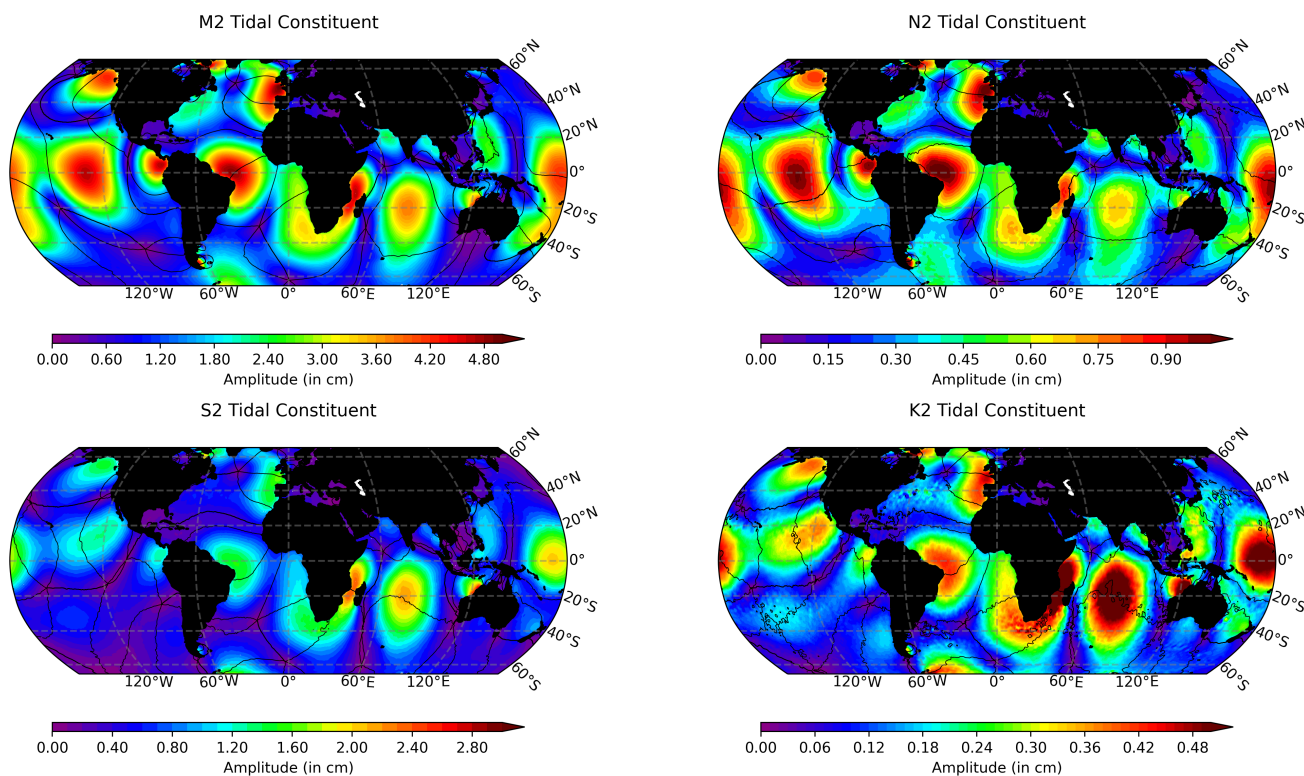 M2 Tidal Constituent
60°N
40°N
20°N
0°
20°S
40°S
60°S
120°W 60°W 0° 60°E 120°E
0.00 0.60 1.20 1.80 2.40 3.00 3.60 4.20 4.80
Amplitude (in cm)
N2 Tidal Constituent
60°N
40°N
20°N
0°
20°S
40°S
60°S
120°W 60°W 0° 60°E 120°E
0.00 0.15 0.30 0.45 0.60 0.75 0.90
Amplitude (in cm)
S2 Tidal Constituent
60°N
40°N
20°N
0°
20°S
40°S
60°S
120°W 60°W 0° 60°E 120°E
0.00 0.40 0.80 1.20 1.60 2.00 2.40 2.80
Amplitude (in cm)
K2 Tidal Constituent
60°N
40°N
20°N
0°
20°S
40°S
60°S
120°W 60°W 0° 60°E 120°E
0.00 0.06 0.12 0.18 0.24 0.30 0.36 0.42 0.48
Amplitude (in cm)